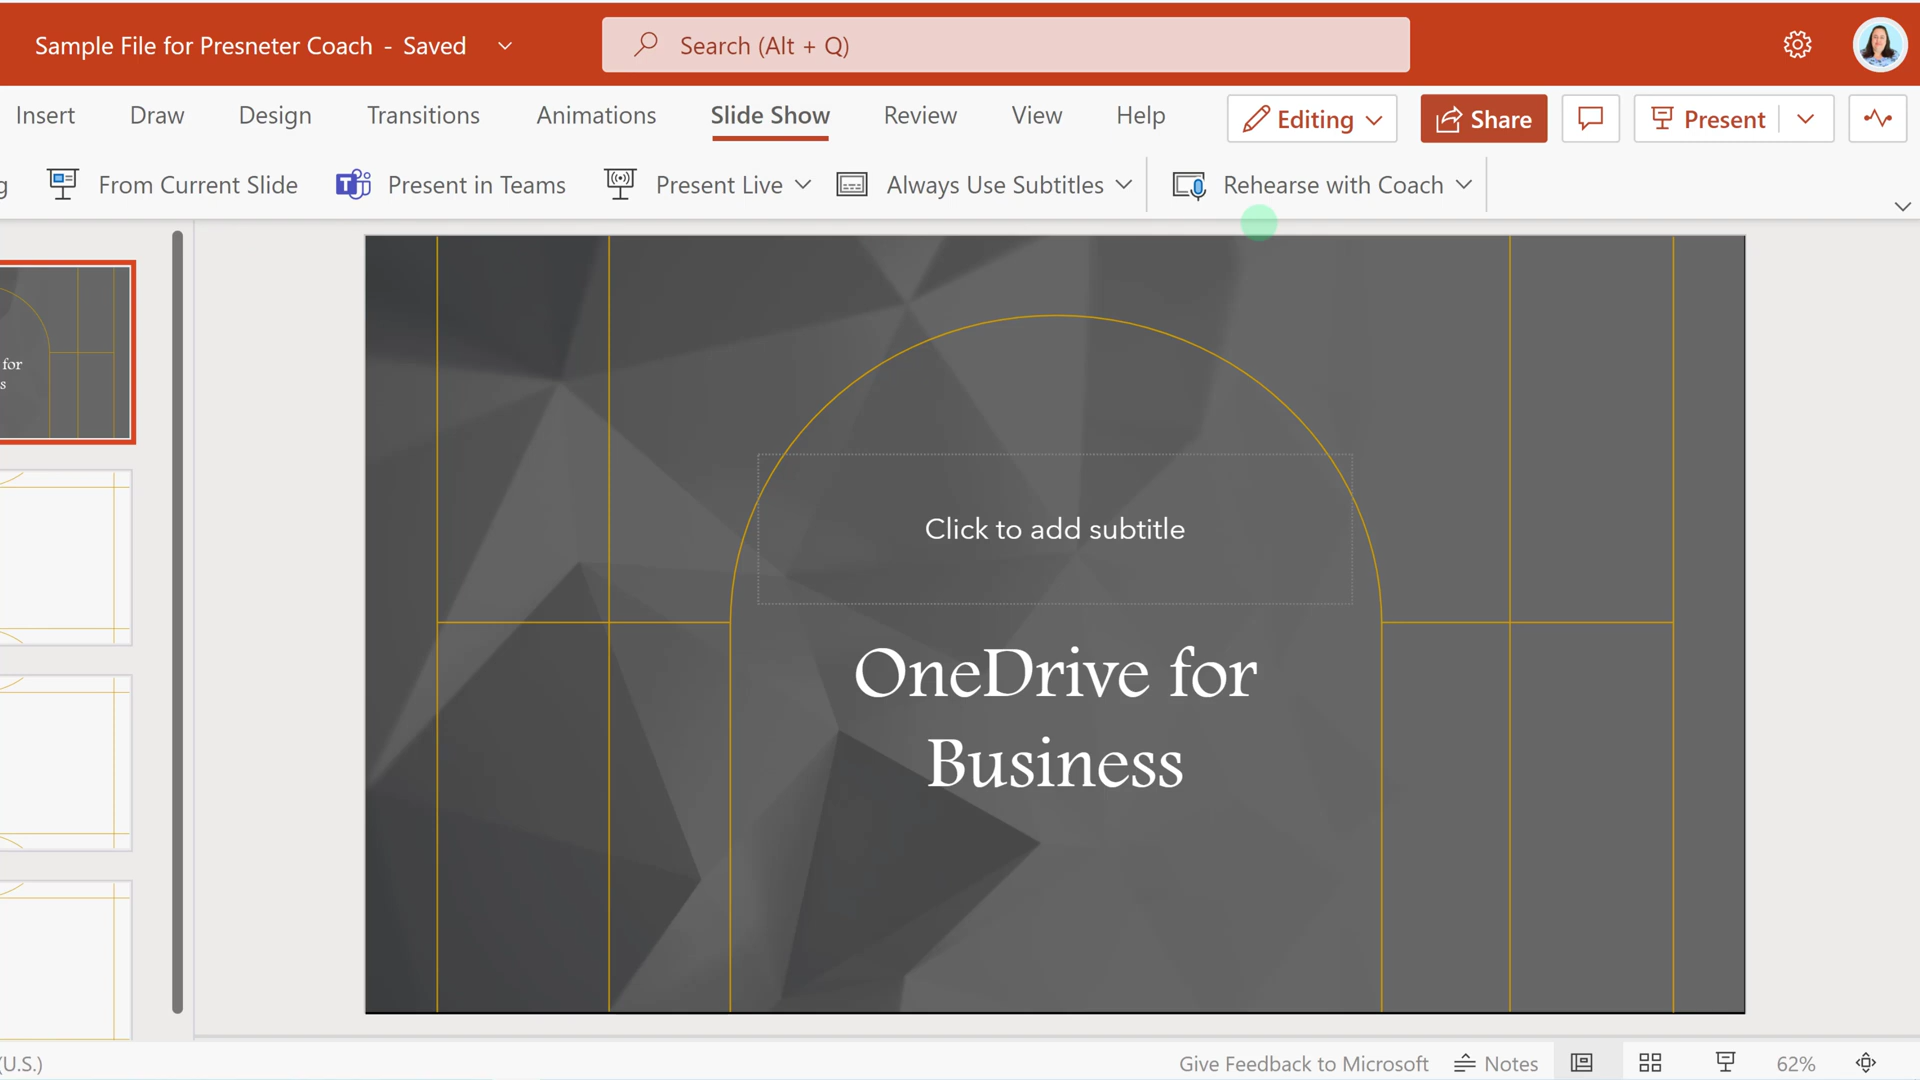 Sample File for Presneter Coach - Saved
Search (Alt + Q)
Insert Draw Design Transitions Animations Slide Show Review View Help Editing Share Present
g From Current Slide Present in Teams Present Live Always Use Subtitles Rehearse with Coach
for
s
Click to add subtitle
OneDrive for
Business
(U.S.) Give Feedback to Microsoft Notes 62%